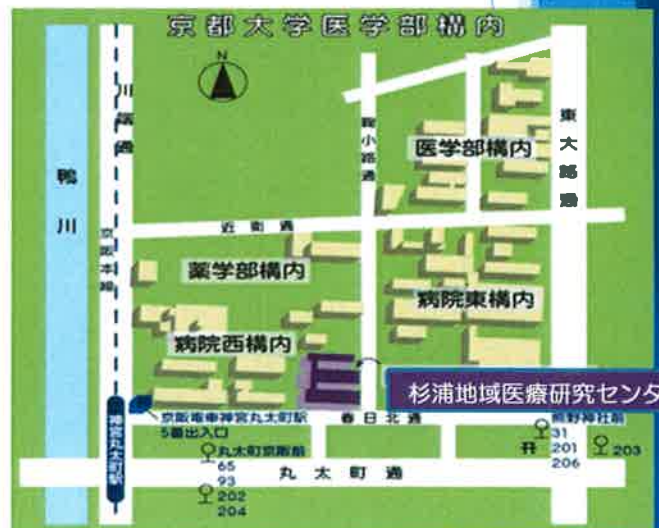 京都大学医学部構内
N
川端通
鞠小路通
東大路通
医学部構内
鴨川
京阪本線
近衛通
薬学部構内
病院東構内
病院西構内
杉浦地域医療研究センタ
神宮丸太町駅
京阪電車神宮丸太町駅
5番出入口
春日北通
熊野神社前
31
201
206
203
丸太町京阪前
65
93
202
204
丸太町通